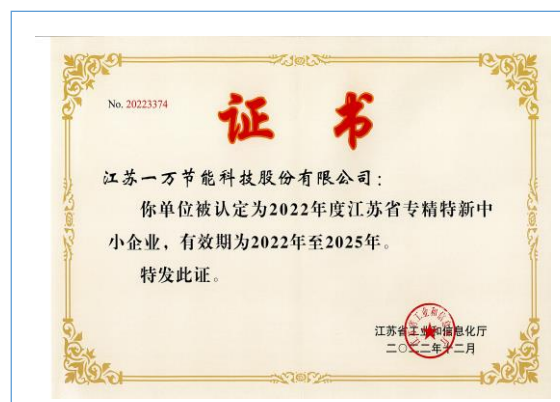 No. 20223374
证 书
江苏一万节能科技股份有限公司：
你单位被认定为2022年度江苏省专精特新中
小企业，有效期为2022年至2025年。
特发此证。
江苏省工业和信息化厅
二〇二二年十二月